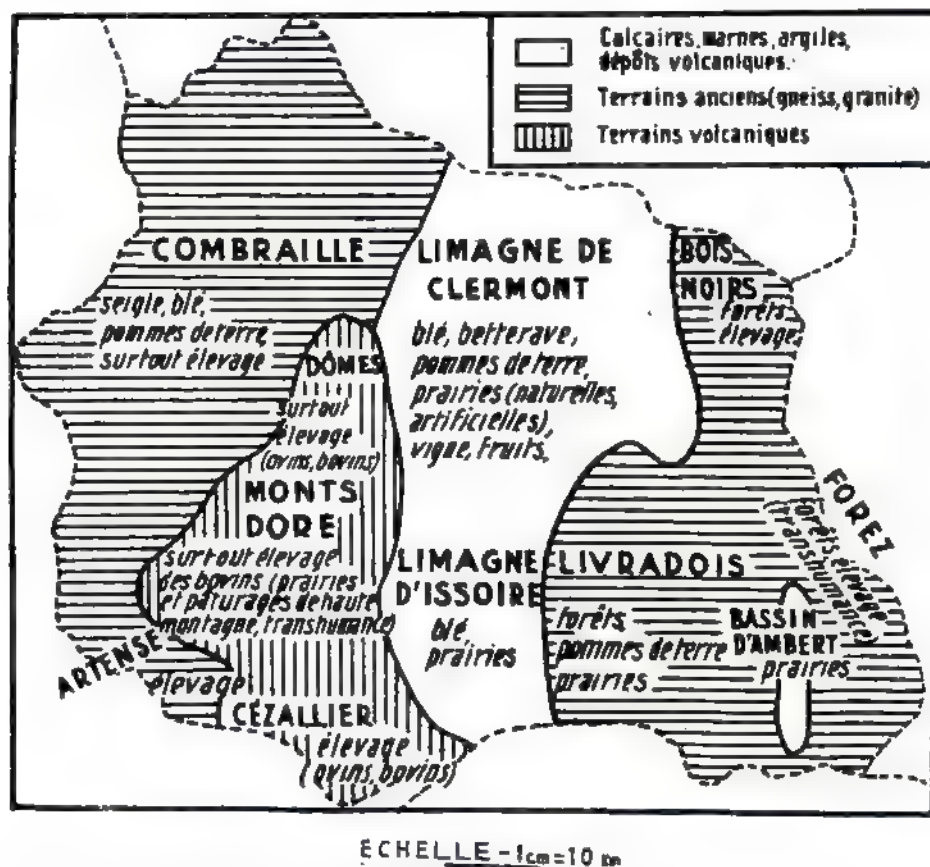 Calcaires, marnes, argiles,
dépôts volcaniques.
Terrains anciens (gneiss, granite)
Terrains volcaniques
COMBRAILLE
seigle, blé,
pommes de terre,
surtout élevage
LIMAGNE DE
CLERMONT
blé, betterave,
pommes de terre,
prairies (naturelles,
artificielles),
vigne, fruits,
BOIS
NOIRS
forêts
élevage
DÔMES
surtout
élevage
(ovins, bovins)
MONTS
DORE
surtout élevage
des bovins (prairies
et paturages de haute
montagne, transhumance)
FOREZ
forêts, élevage
(transhumance)
LIMAGNE
D'ISSOIRE
blé,
prairies
LIVRADOIS
forêts,
pommes de terre
prairies
BASSIN
D'AMBERT
prairies
ARTENSE
élevage
CÉZALLIER
élevage
(ovins, bovins)
ECHELLE - 1cm = 10 km